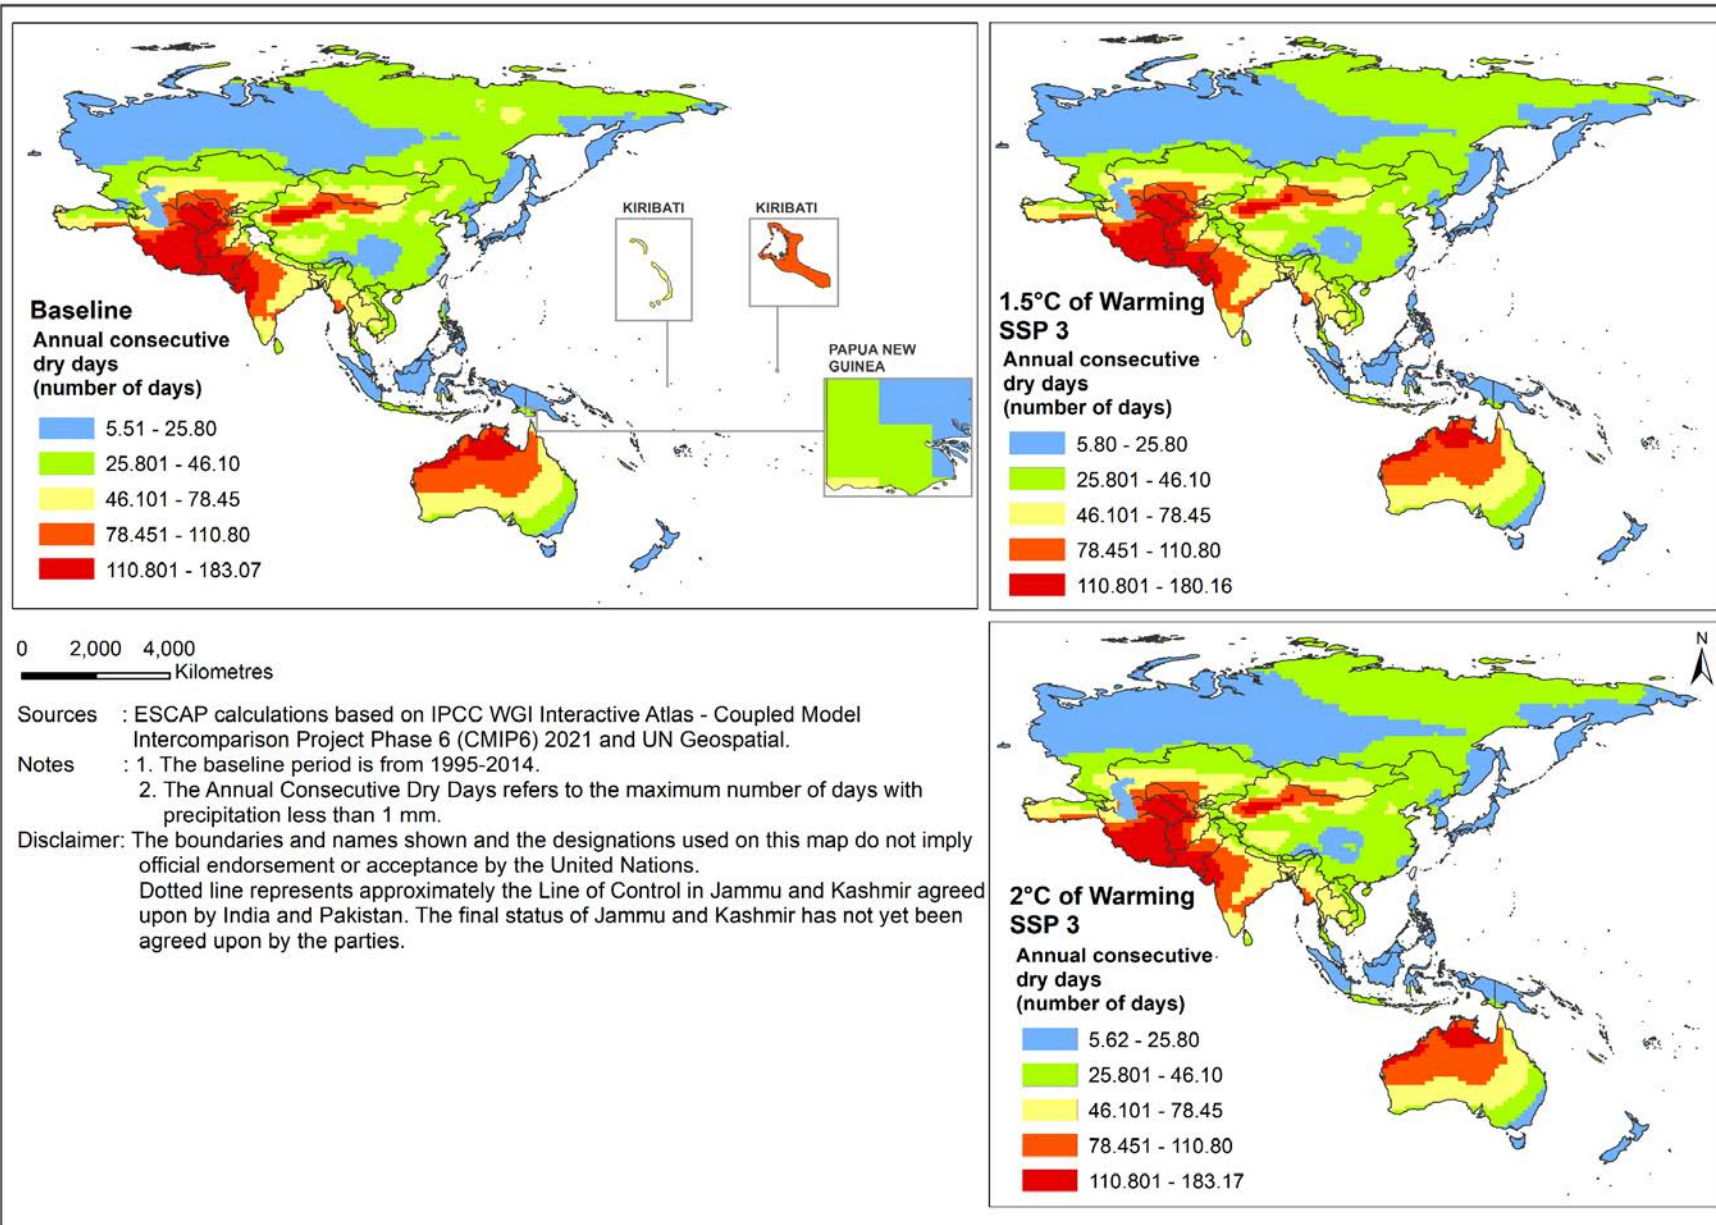 KIRIBATI
KIRIBATI
PAPUA NEW
GUINEA
Baseline
Annual consecutive
dry days
(number of days)
5.51 - 25.80
25.801 - 46.10
46.101 - 78.45
78.451 - 110.80
110.801 - 183.07
1.5°C of Warming
SSP 3
Annual consecutive
dry days
(number of days)
5.80 - 25.80
25.801 - 46.10
46.101 - 78.45
78.451 - 110.80
110.801 - 180.16
0 2,000 4,000
Kilometres
Sources : ESCAP calculations based on IPCC WGI Interactive Atlas - Coupled Model
Intercomparison Project Phase 6 (CMIP6) 2021 and UN Geospatial.
Notes : 1. The baseline period is from 1995-2014.
2. The Annual Consecutive Dry Days refers to the maximum number of days with
precipitation less than 1 mm.
Disclaimer: The boundaries and names shown and the designations used on this map do not imply
official endorsement or acceptance by the United Nations.
Dotted line represents approximately the Line of Control in Jammu and Kashmir agreed
upon by India and Pakistan. The final status of Jammu and Kashmir has not yet been
agreed upon by the parties.
N
2°C of Warming
SSP 3
Annual consecutive
dry days
(number of days)
5.62 - 25.80
25.801 - 46.10
46.101 - 78.45
78.451 - 110.80
110.801 - 183.17